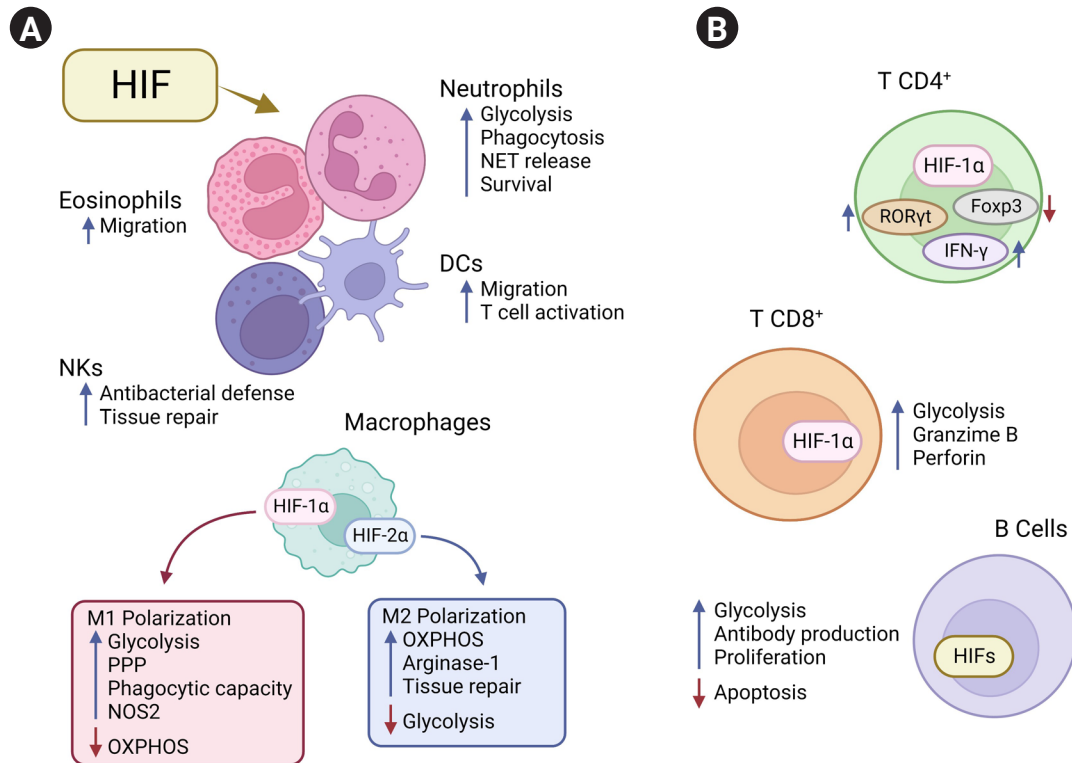 A
HIF
Neutrophils
Glycolysis
Phagocytosis
NET release
Survival
Eosinophils
Migration
DCs
Migration
T cell activation
NKs
Antibacterial defense
Tissue repair
Macrophages
HIF-1α
HIF-2α
M1 Polarization
Glycolysis
PPP
Phagocytic capacity
NOS2
OXPHOS
M2 Polarization
OXPHOS
Arginase-1
Tissue repair
Glycolysis
B
T CD4⁺
HIF-1α
RORγt
Foxp3
IFN-γ
T CD8⁺
HIF-1α
Glycolysis
Granzime B
Perforin
B Cells
Glycolysis
Antibody production
Proliferation
Apoptosis
HIFs